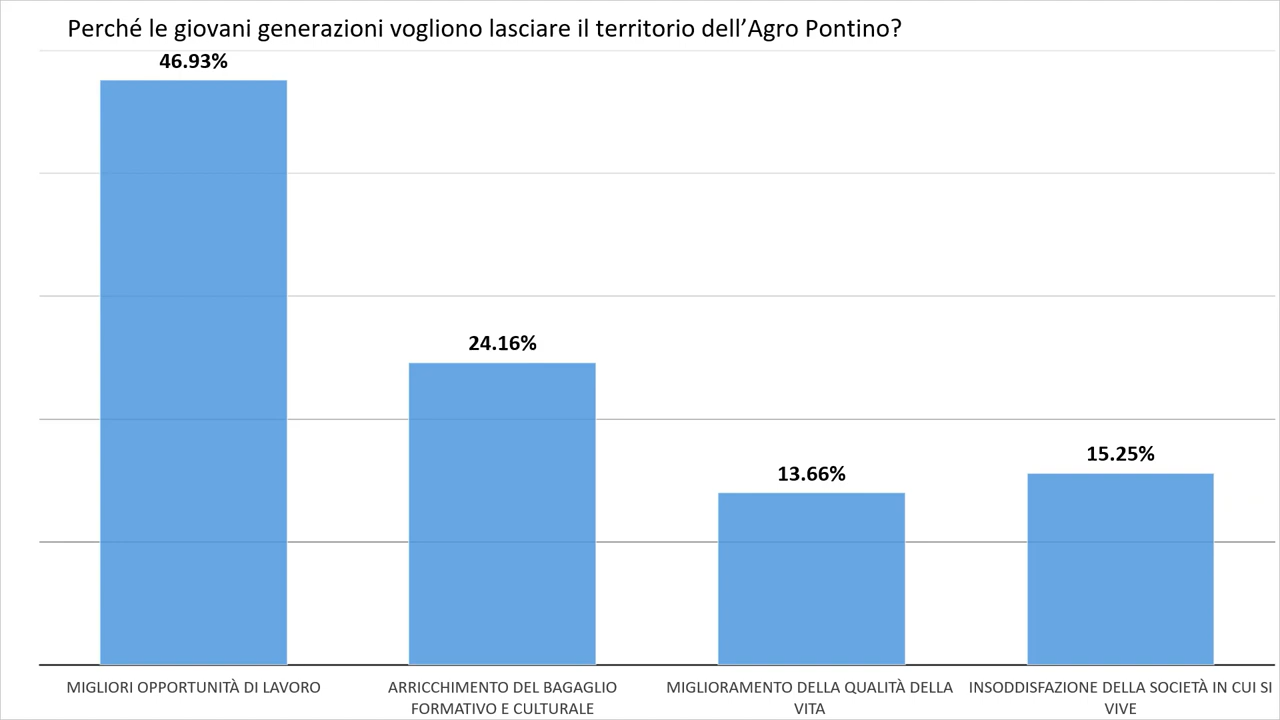 Perché le giovani generazioni vogliono lasciare il territorio dell’Agro Pontino?
46.93%
24.16%
13.66%
15.25%
MIGLIORI OPPORTUNITÀ DI LAVORO
ARRICCHIMENTO DEL BAGAGLIO
FORMATIVO E CULTURALE
MIGLIORAMENTO DELLA QUALITÀ DELLA
VITA
INSODDISFAZIONE DELLA SOCIETÀ IN CUI SI
VIVE